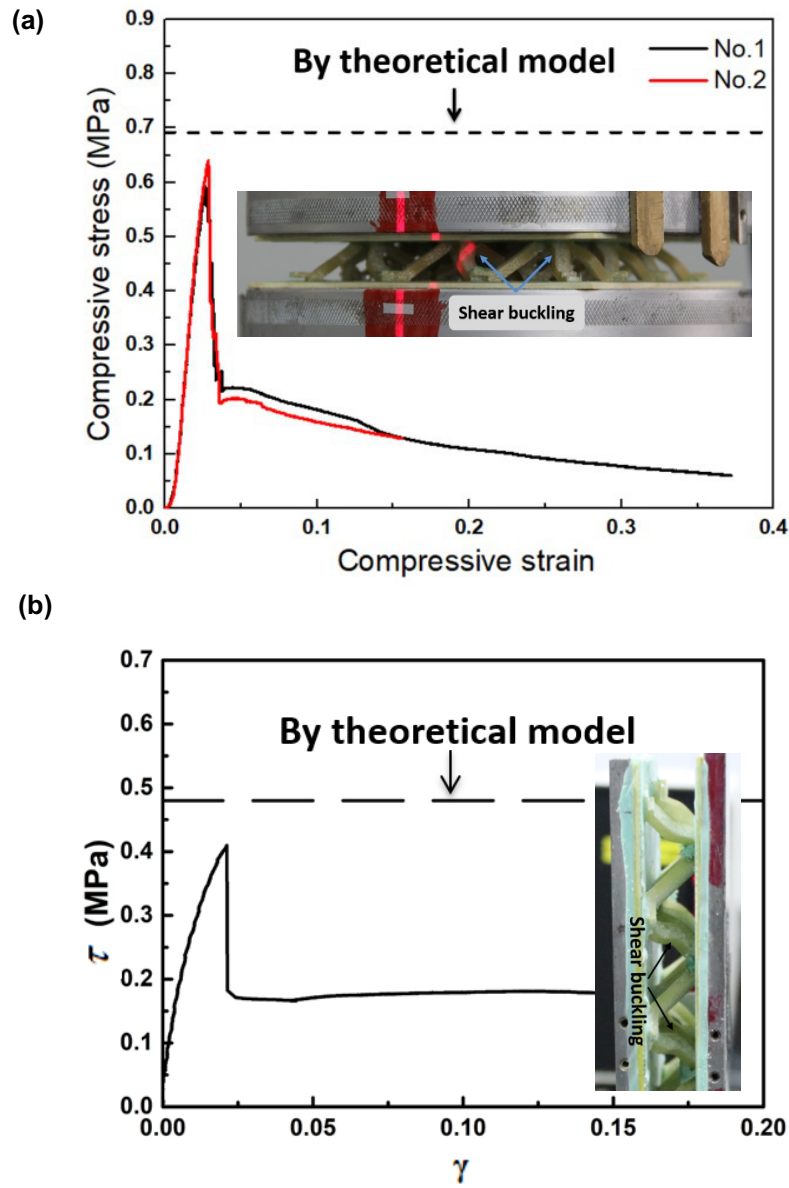 (a)
0.9
0.8
0.7
0.6
0.5
0.4
0.3
0.2
0.1
0.0
Compressive stress (MPa)
By theoretical model
No.1
No.2
Shear buckling
0.0
0.1
0.2
0.3
0.4
Compressive strain
(b)
0.7
0.6
0.5
0.4
0.3
0.2
0.1
0.0
τ (MPa)
By theoretical model
Shear buckling
0.00
0.05
0.10
0.15
0.20
γ